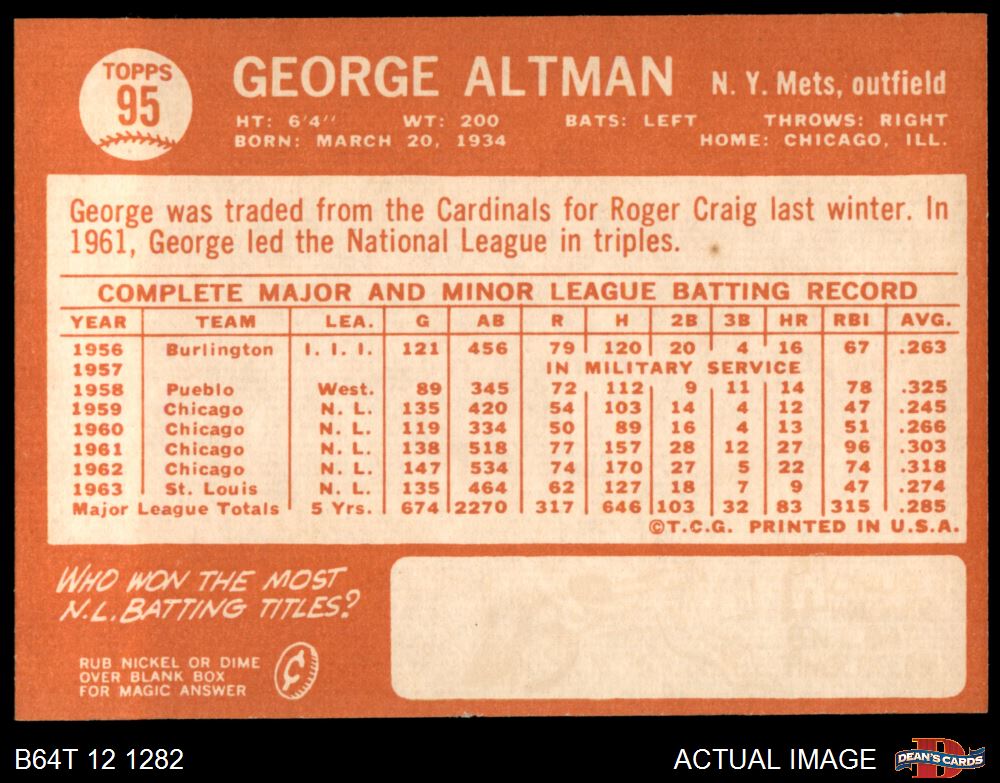 TOPPS
95
GEORGE ALTMAN N. Y. Mets, outfield
HT: 6'4'' WT: 200 BATS: LEFT THROWS: RIGHT
BORN: MARCH 20, 1934 HOME: CHICAGO, ILL.
George was traded from the Cardinals for Roger Craig last winter. In
1961, George led the National League in triples.
COMPLETE MAJOR AND MINOR LEAGUE BATTING RECORD
YEAR TEAM LEA. G AB R H 2B 3B HR RBI AVG.
1956 Burlington I. I. I. 121 456 79 120 20 4 16 67 .263
1957 IN MILITARY SERVICE
1958 Pueblo West. 89 345 72 112 9 11 14 78 .325
1959 Chicago N. L. 135 420 54 103 14 4 12 47 .245
1960 Chicago N. L. 119 334 50 89 16 4 13 51 .266
1961 Chicago N. L. 138 518 77 157 28 12 27 96 .303
1962 Chicago N. L. 147 534 74 170 27 5 22 74 .318
1963 St. Louis N. L. 135 464 62 127 18 7 9 47 .274
Major League Totals 5 Yrs. 674 2270 317 646 103 32 83 315 .285
©T.C.G. PRINTED IN U.S.A.
WHO WON THE MOST
N.L. BATTING TITLES?
RUB NICKEL OR DIME
OVER BLANK BOX
FOR MAGIC ANSWER
¢
B64T 12 1282 ACTUAL IMAGE D DEAN'S CARDS